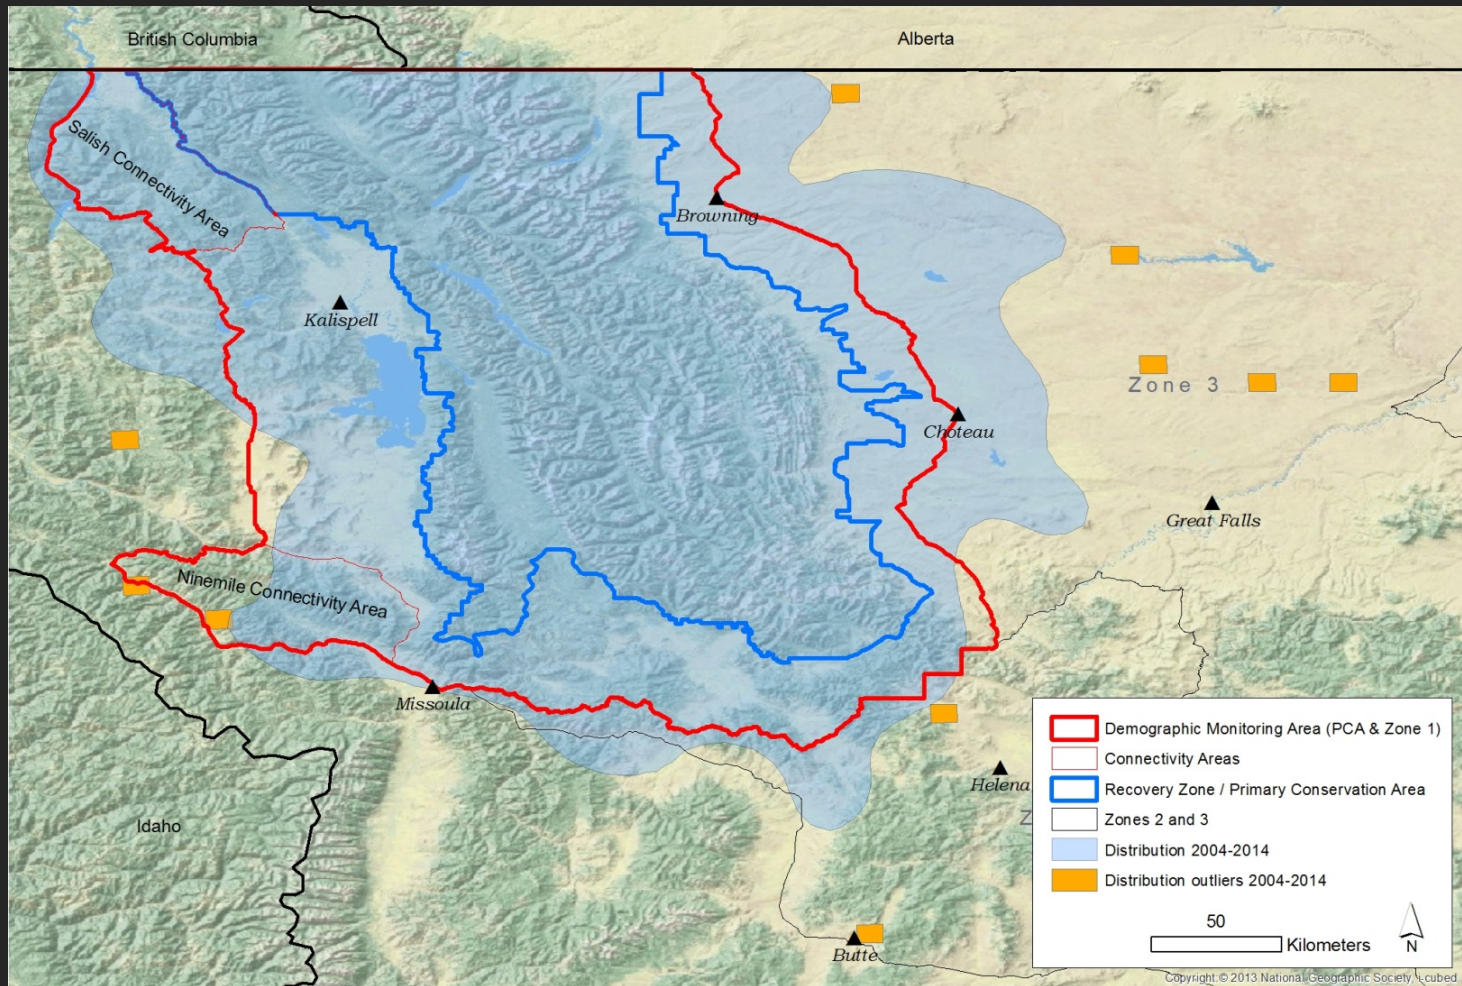 British Columbia
Alberta
Salish Connectivity Area
Browning
Kalispell
Zone 3
Choteau
Great Falls
Ninemile Connectivity Area
Missoula
Helena
Z
Idaho
Butte
Demographic Monitoring Area (PCA & Zone 1)
Connectivity Areas
Recovery Zone / Primary Conservation Area
Zones 2 and 3
Distribution 2004-2014
Distribution outliers 2004-2014
50
Kilometers
N
Copyright:© 2013 National Geographic Society, i-cubed